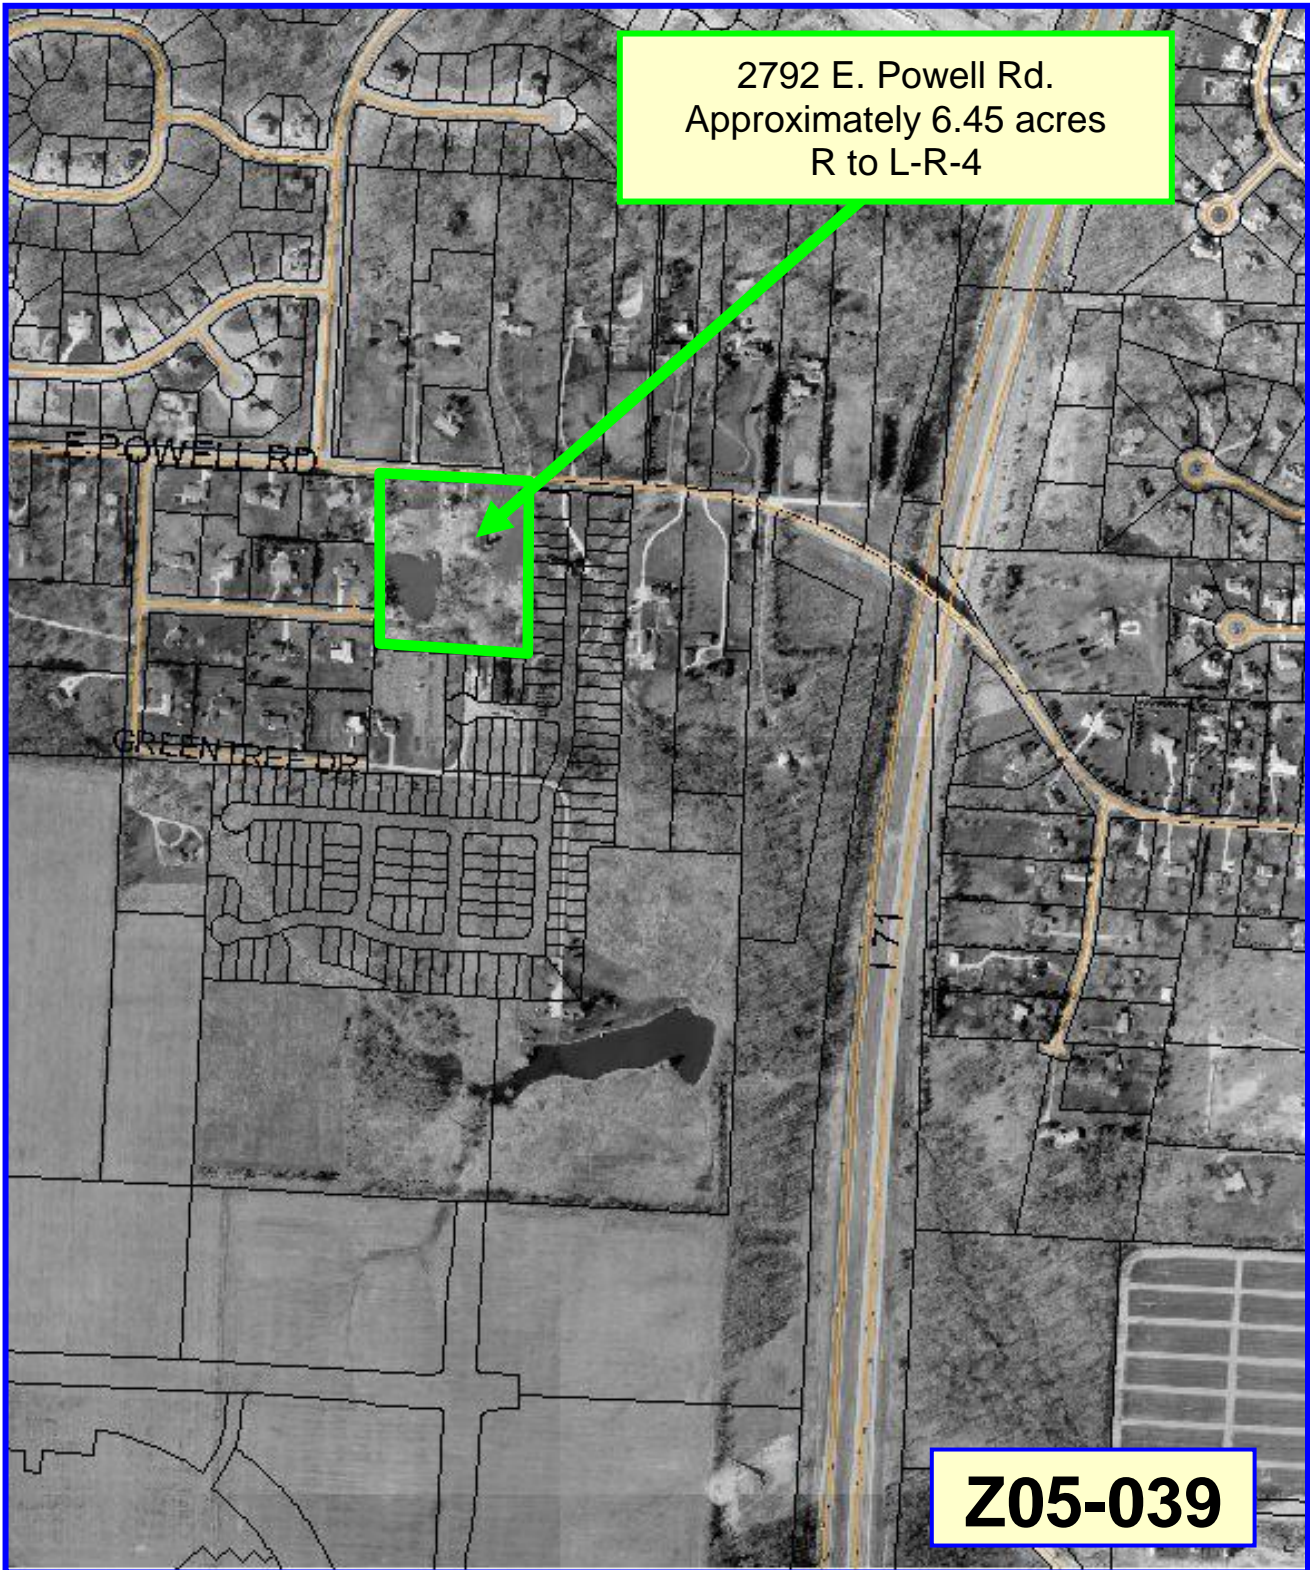 2792 E. Powell Rd.
Approximately 6.45 acres
R to L-R-4
E POWELL RD
GREENTREE DR
I 71
Z05-039